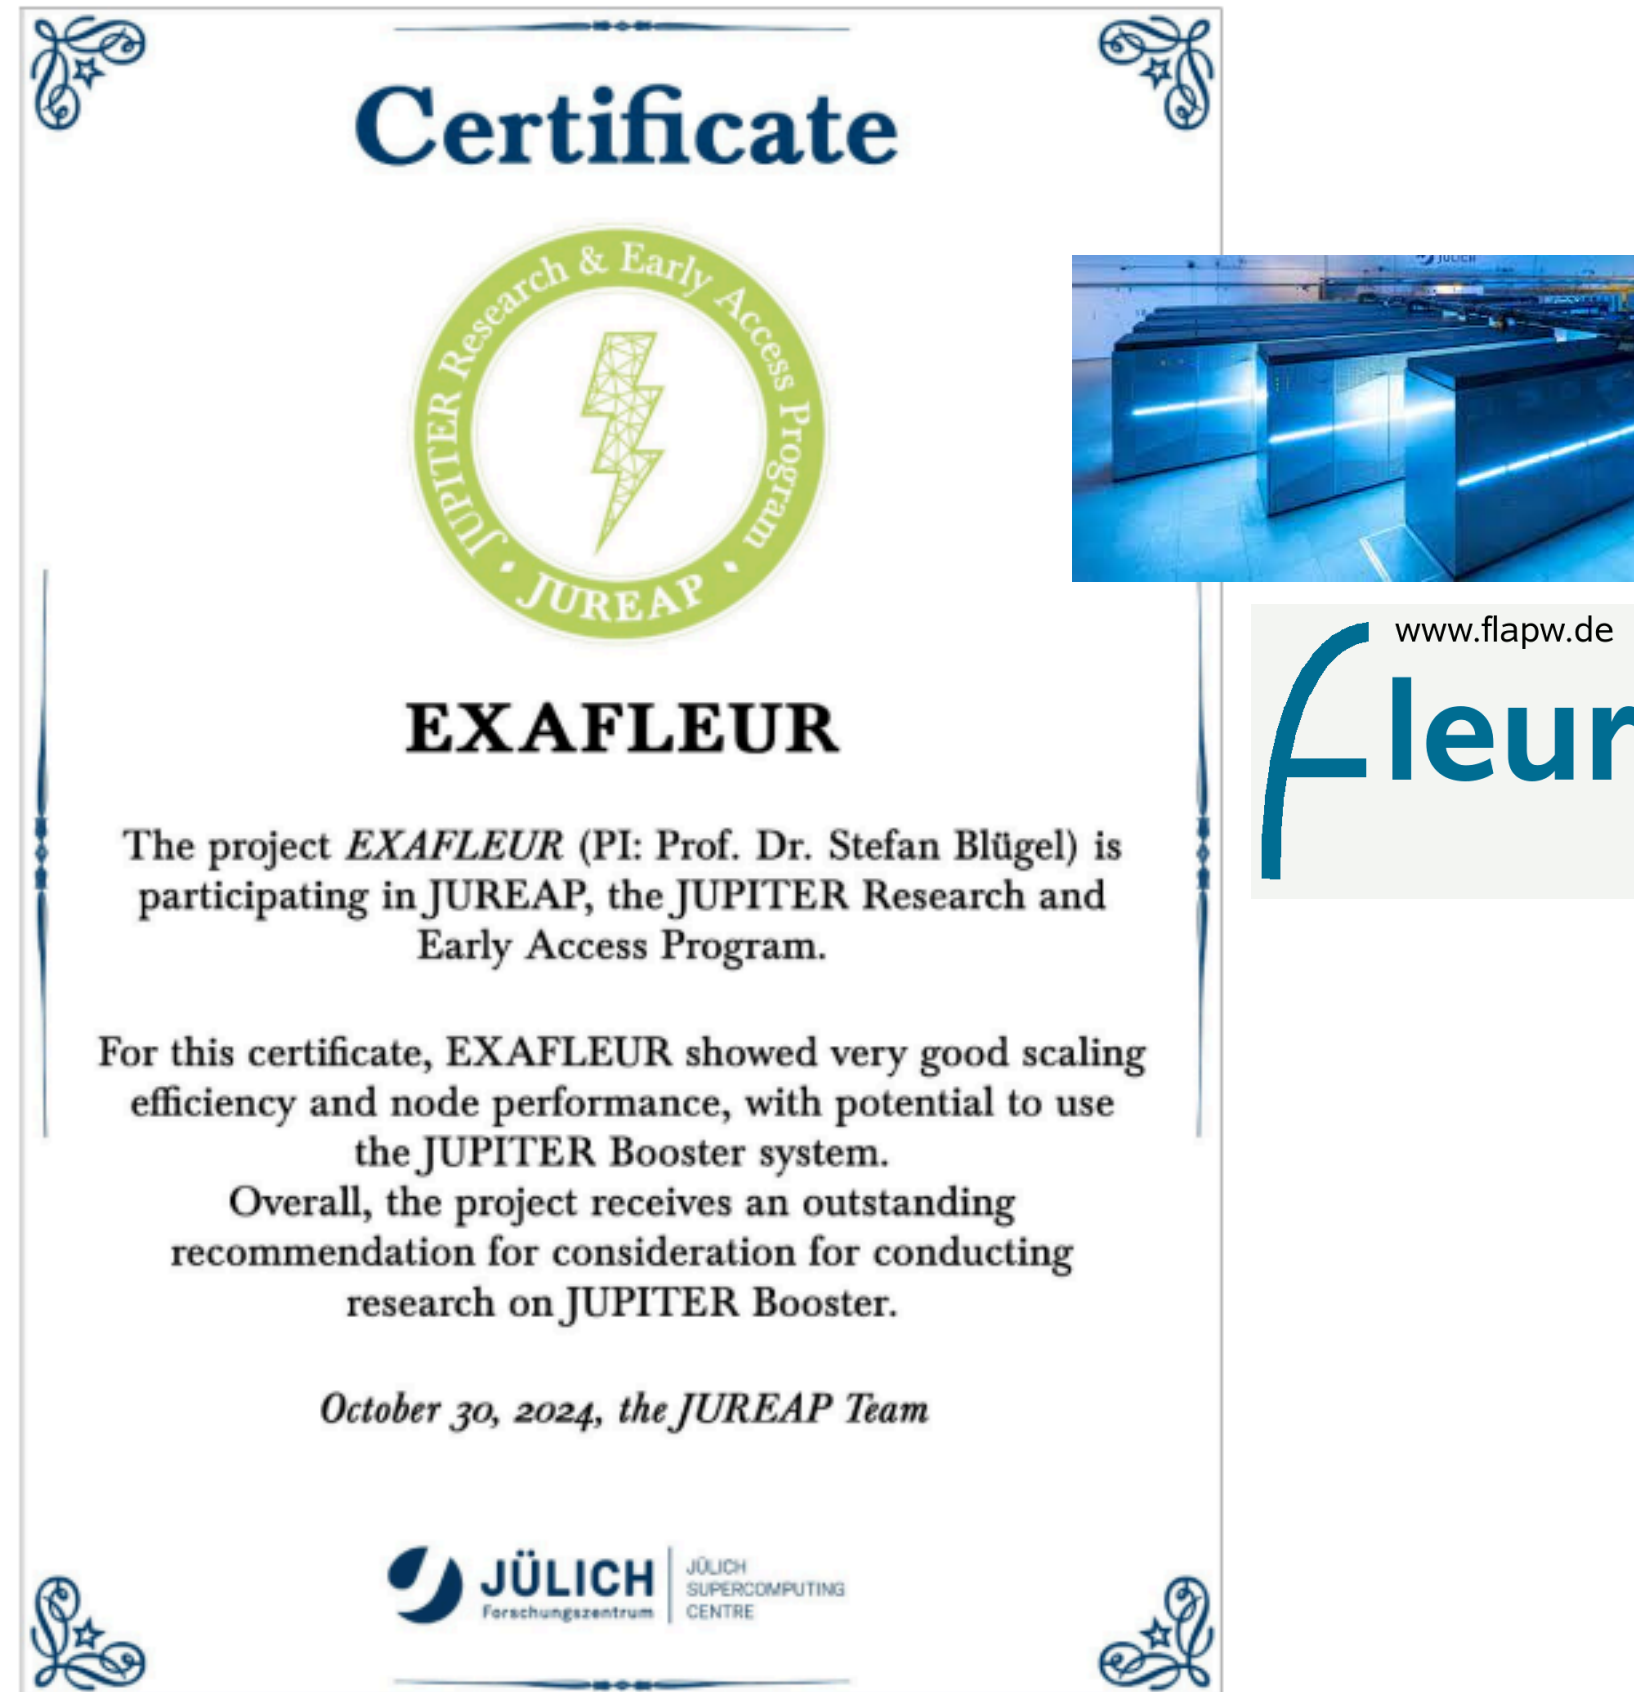 Certificate
JUPITER Research & Early Access Program
JUREAP
EXAFLEUR
The project EXAFLEUR (PI: Prof. Dr. Stefan Blügel) is
participating in JUREAP, the JUPITER Research and
Early Access Program.
For this certificate, EXAFLEUR showed very good scaling
efficiency and node performance, with potential to use
the JUPITER Booster system.
Overall, the project receives an outstanding
recommendation for consideration for conducting
research on JUPITER Booster.
October 30, 2024, the JUREAP Team
JÜLICH
Forschungszentrum
JÜLICH
SUPERCOMPUTING
CENTRE
JÜLICH
www.flapw.de
fleur